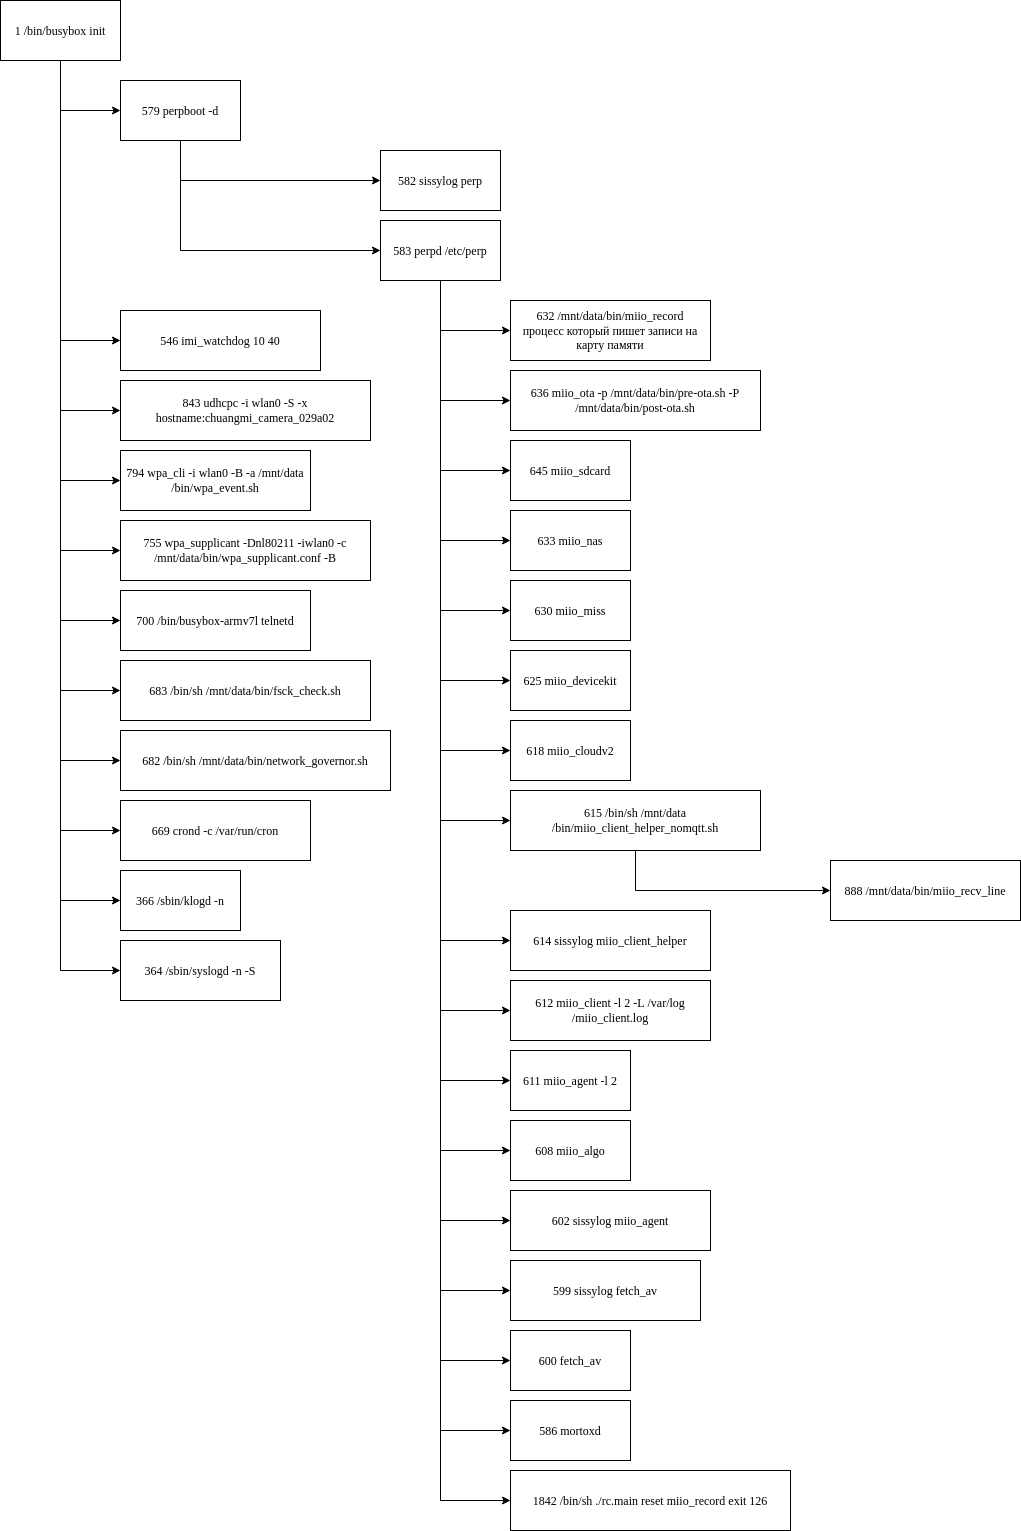 1 /bin/busybox init
579 perpboot -d
582 sissylog perp
583 perpd /etc/perp
632 /mnt/data/bin/miio_record
процесс который пишет записи на
карту памяти
546 imi_watchdog 10 40
636 miio_ota -p /mnt/data/bin/pre-ota.sh -P
/mnt/data/bin/post-ota.sh
843 udhcpc -i wlan0 -S -x
hostname:chuangmi_camera_029a02
645 miio_sdcard
794 wpa_cli -i wlan0 -B -a /mnt/data
/bin/wpa_event.sh
633 miio_nas
755 wpa_supplicant -Dnl80211 -iwlan0 -c
/mnt/data/bin/wpa_supplicant.conf -B
630 miio_miss
700 /bin/busybox-armv7l telnetd
625 miio_devicekit
683 /bin/sh /mnt/data/bin/fsck_check.sh
618 miio_cloudv2
682 /bin/sh /mnt/data/bin/network_governor.sh
615 /bin/sh /mnt/data
/bin/miio_client_helper_nomqtt.sh
669 crond -c /var/run/cron
888 /mnt/data/bin/miio_recv_line
366 /sbin/klogd -n
614 sissylog miio_client_helper
364 /sbin/syslogd -n -S
612 miio_client -l 2 -L /var/log
/miio_client.log
611 miio_agent -l 2
608 miio_algo
602 sissylog miio_agent
599 sissylog fetch_av
600 fetch_av
586 mortoxd
1842 /bin/sh ./rc.main reset miio_record exit 126